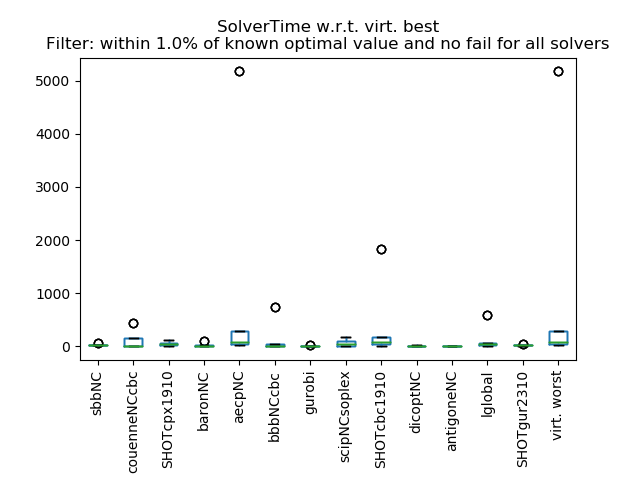 SolverTime w.r.t. virt. best
Filter: within 1.0% of known optimal value and no fail for all solvers
5000
4000
3000
2000
1000
0
sbbNC
couenneNCcbc
SHOTcpx1910
baronNC
aecpNC
bbbNCcbc
gurobi
scipNCsoplex
SHOTcbc1910
dicoptNC
antigoneNC
lglobal
SHOTgur2310
virt. worst